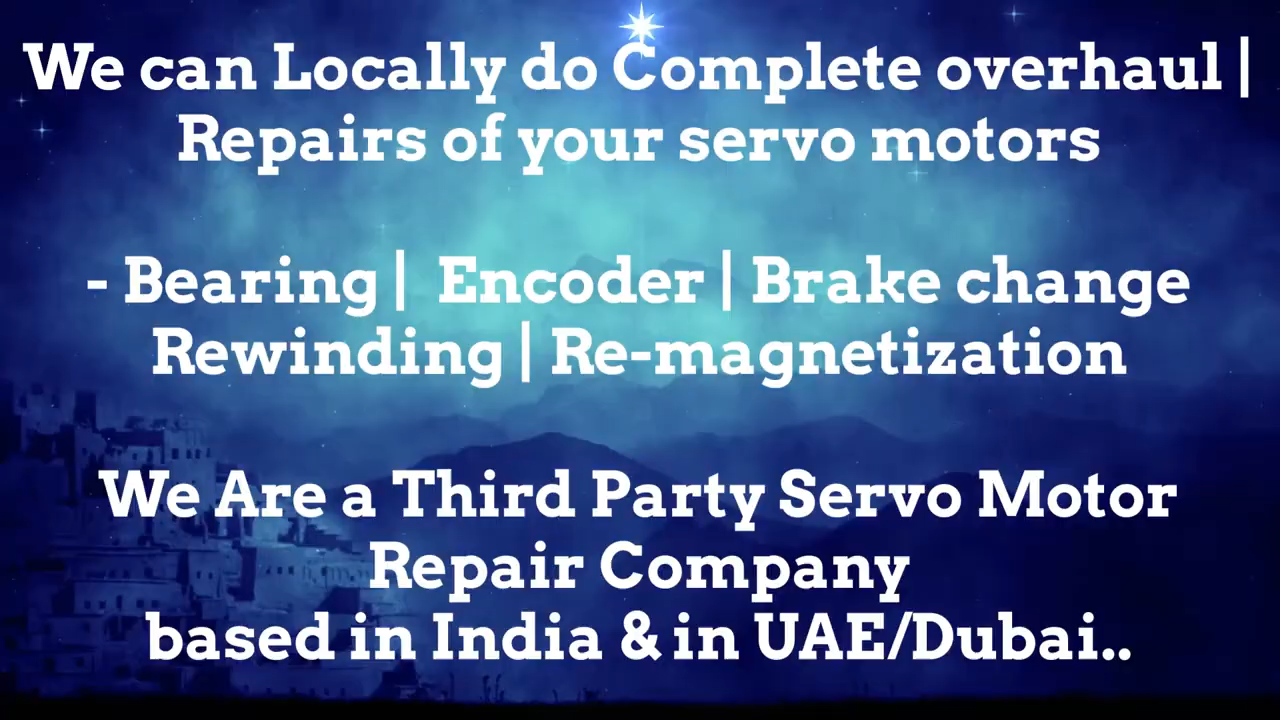 We can Locally do Complete overhaul |
Repairs of your servo motors
- Bearing | Encoder | Brake change
Rewinding | Re-magnetization
We Are a Third Party Servo Motor
Repair Company
based in India & in UAE/Dubai..